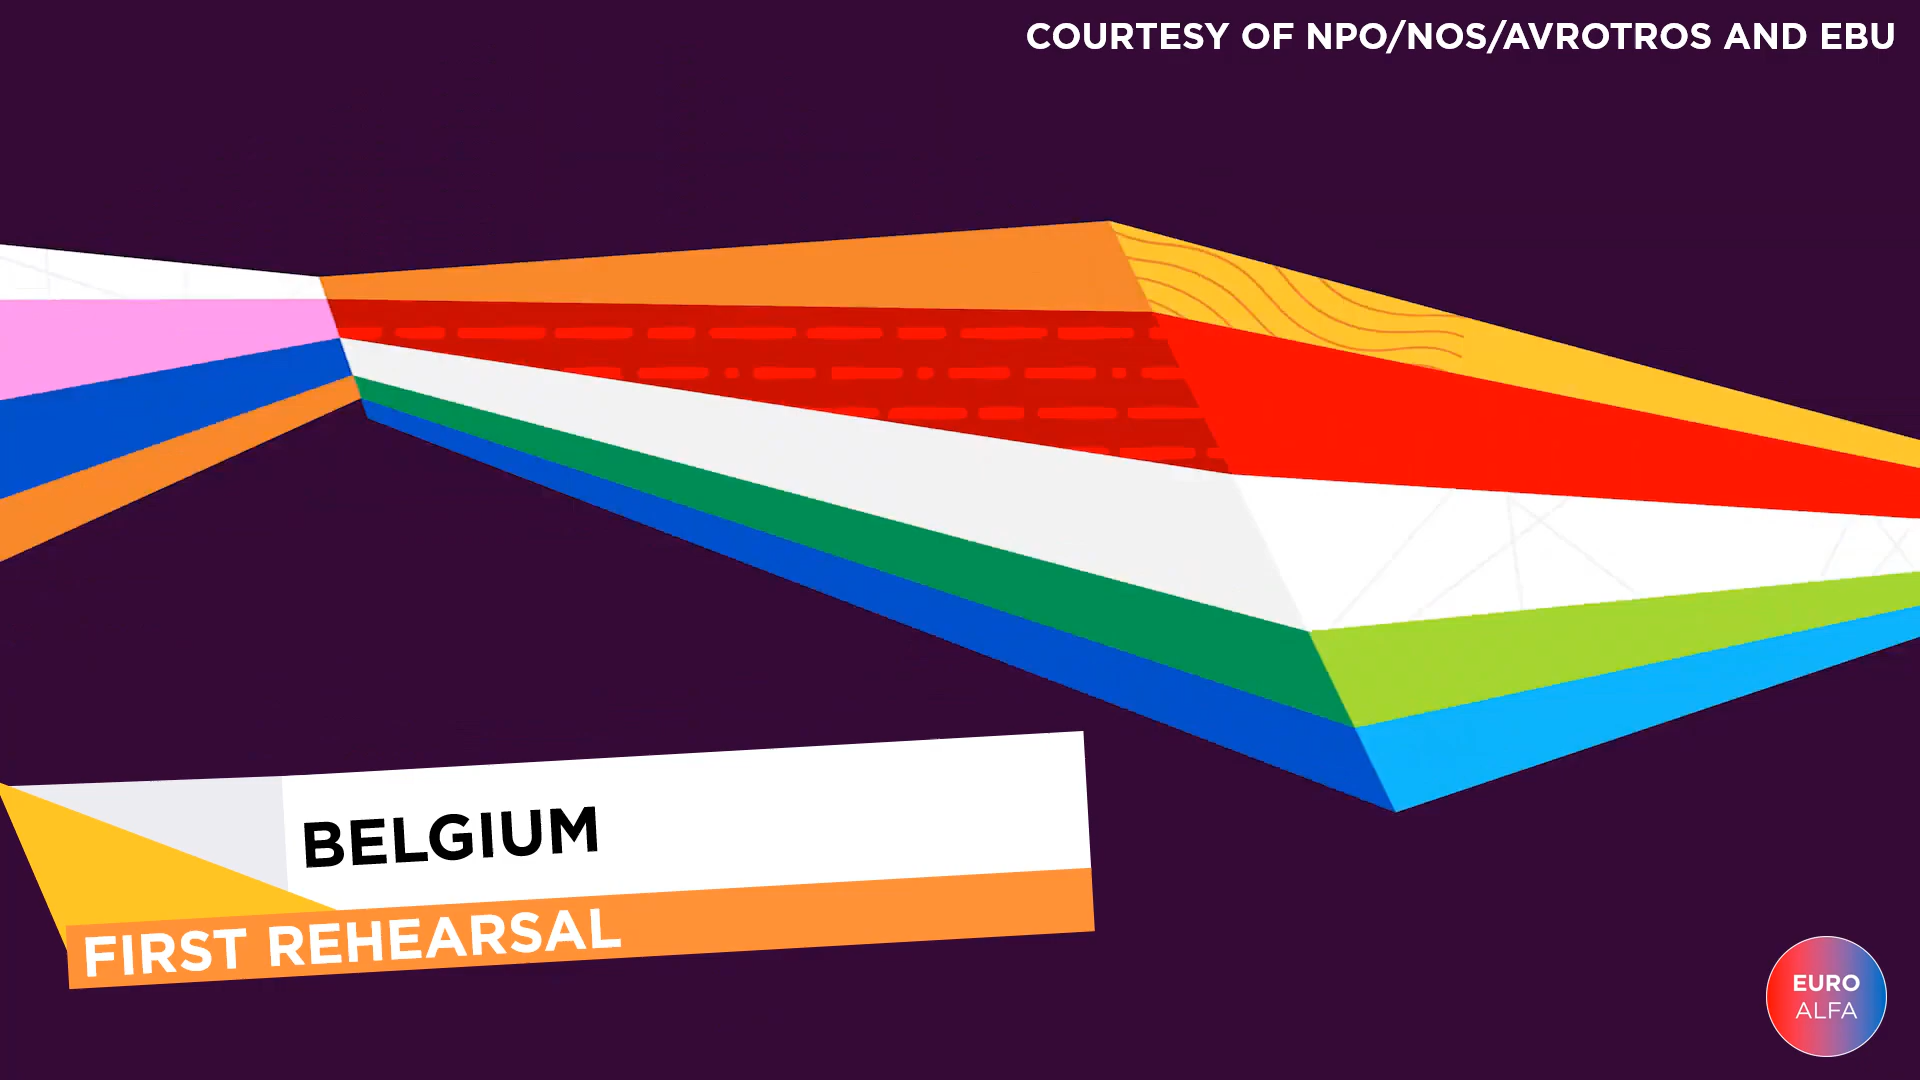 COURTESY OF NPO/NOS/AVROTROS AND EBU
BELGIUM
FIRST REHEARSAL
EURO
ALFA